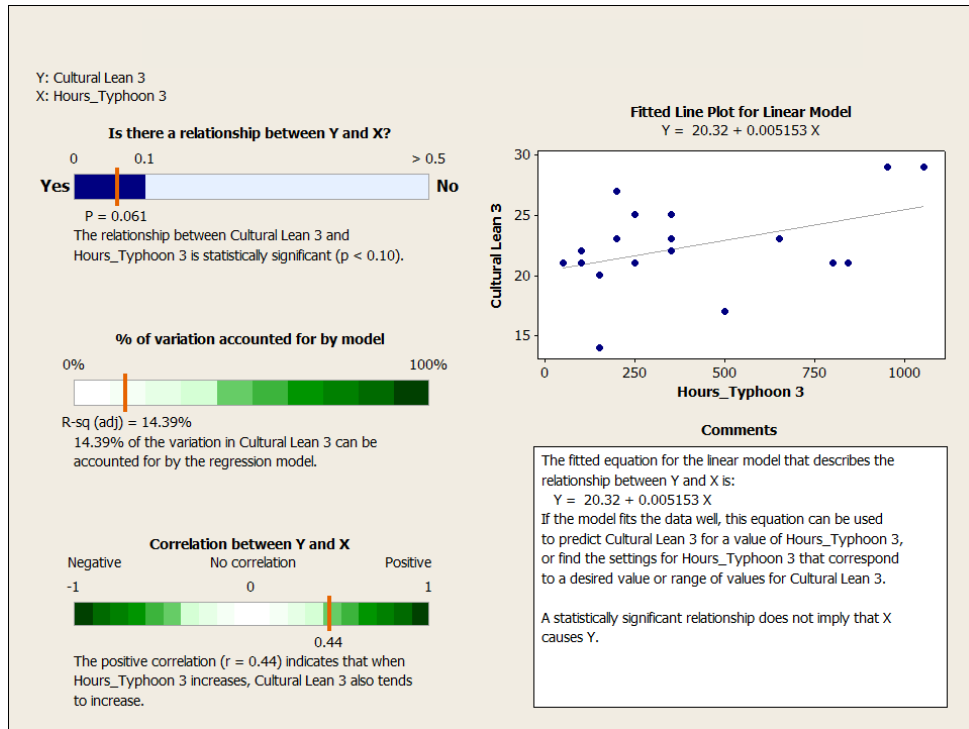 Y: Cultural Lean 3
X: Hours_Typhoon 3
Is there a relationship between Y and X?
0 0.1 > 0.5
Yes No
P = 0.061
The relationship between Cultural Lean 3 and
Hours_Typhoon 3 is statistically significant (p < 0.10).
% of variation accounted for by model
0% 100%
R-sq (adj) = 14.39%
14.39% of the variation in Cultural Lean 3 can be
accounted for by the regression model.
Correlation between Y and X
Negative No correlation Positive
-1 0 1
0.44
The positive correlation (r = 0.44) indicates that when
Hours_Typhoon 3 increases, Cultural Lean 3 also tends
to increase.
Fitted Line Plot for Linear Model
Y = 20.32 + 0.005153 X
30
25
20
15
Cultural Lean 3
0 250 500 750 1000
Hours_Typhoon 3
Comments
The fitted equation for the linear model that describes the
relationship between Y and X is:
Y = 20.32 + 0.005153 X
If the model fits the data well, this equation can be used
to predict Cultural Lean 3 for a value of Hours_Typhoon 3,
or find the settings for Hours_Typhoon 3 that correspond
to a desired value or range of values for Cultural Lean 3.
A statistically significant relationship does not imply that X
causes Y.